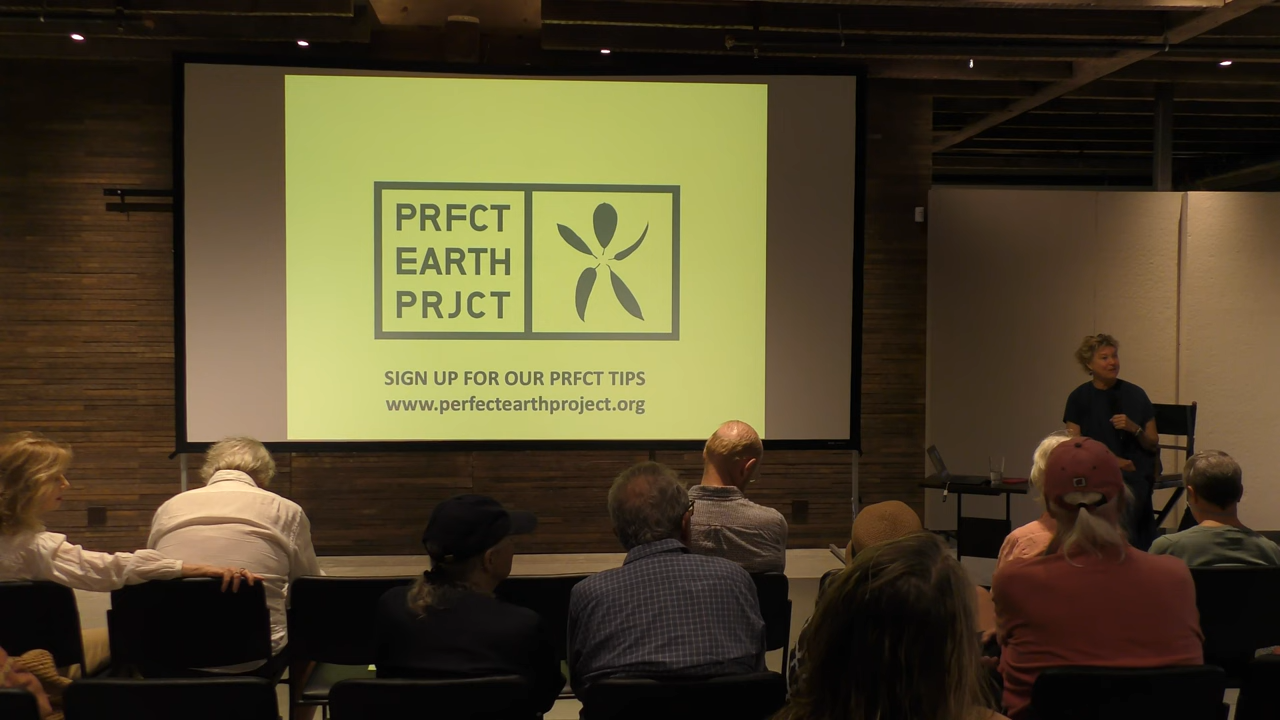 PRFCT
EARTH
PRJCT
SIGN UP FOR OUR PRFCT TIPS
www.perfectearthproject.org